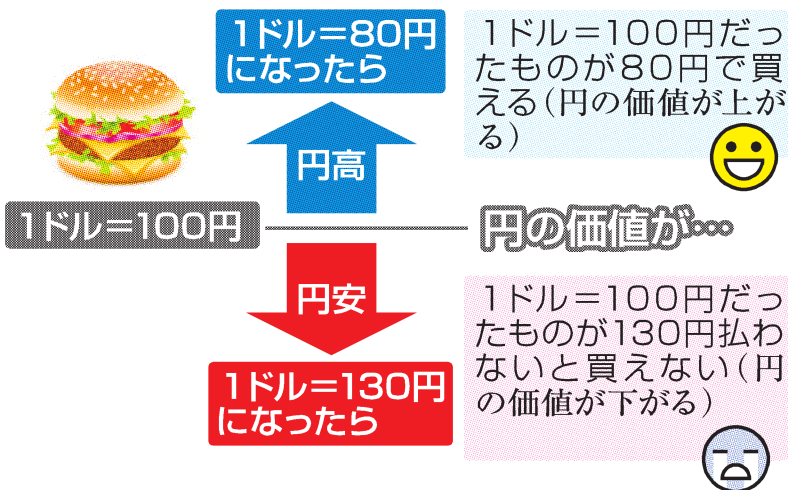 1ドル＝80円
になったら
1ドル＝100円だっ
たものが80円で買
える（円の価値が上が
る）
円高
1ドル＝100円
円の価値が…
円安
1ドル＝130円
になったら
1ドル＝100円だっ
たものが130円払わ
ないと買えない（円
の価値が下がる）